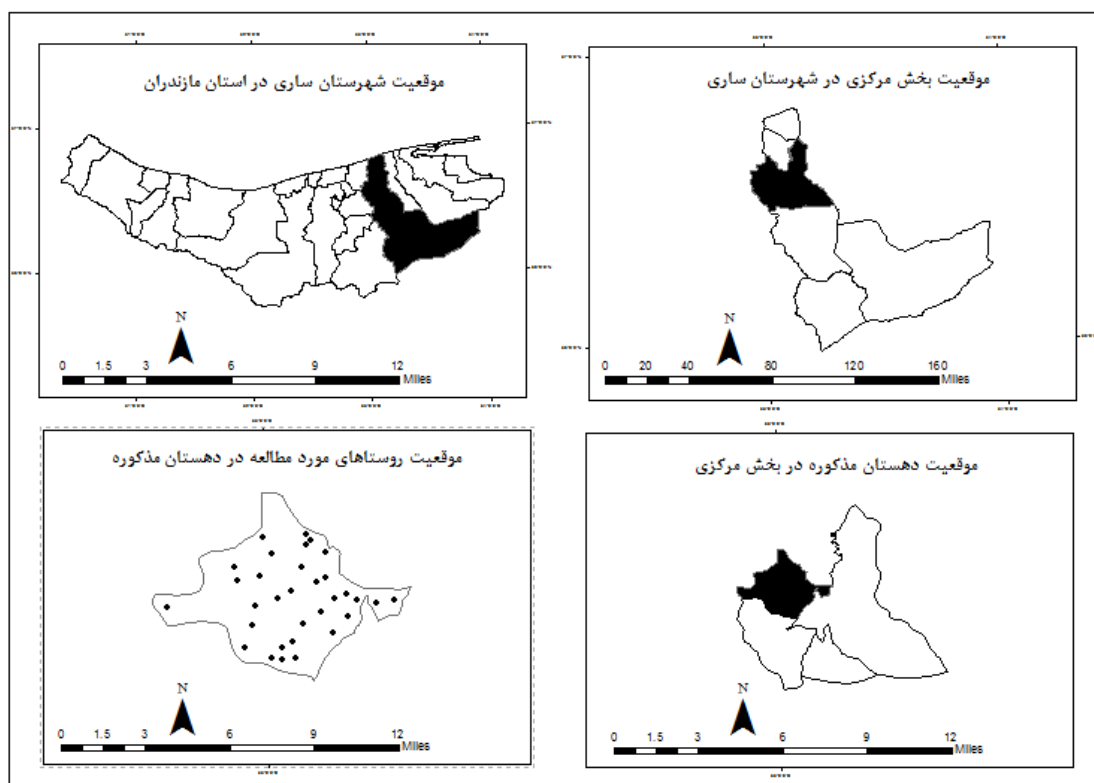 موقعیت شهرستان ساری در استان مازندران
N
0 1.5 3 6 9 12
Miles
موقعیت بخش مرکزی در شهرستان ساری
N
0 20 40 80 120 160
Miles
موقعیت روستاهای مورد مطالعه در دهستان مذکوره
N
0 1.5 3 6 9 12
Miles
موقعیت دهستان مذکوره در بخش مرکزی
N
0 1.5 3 6 9 12
Miles